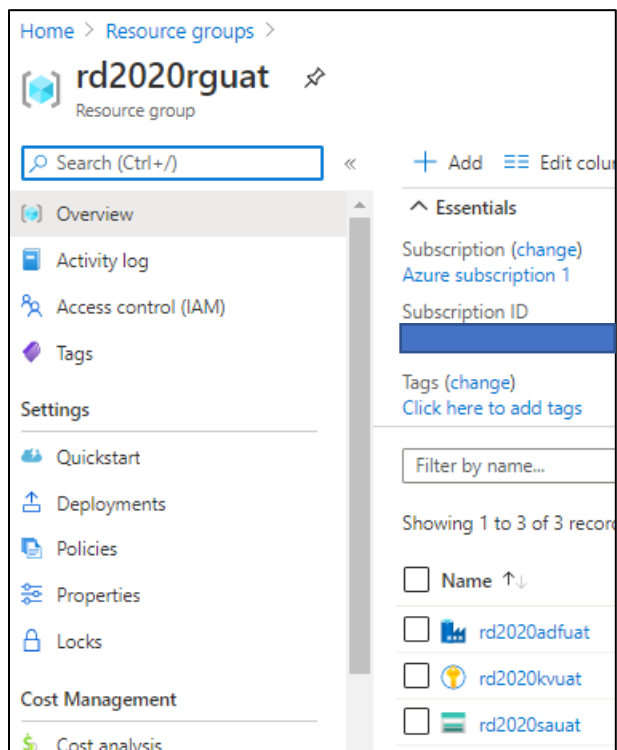 Home > Resource groups >
rd2020rguat
Resource group
Search (Ctrl+/)
«
Overview
Activity log
Access control (IAM)
Tags
Settings
Quickstart
Deployments
Policies
Properties
Locks
Cost Management
Cost analysis
+ Add
Edit colu
Essentials
Subscription (change)
Azure subscription 1
Subscription ID
Tags (change)
Click here to add tags
Filter by name...
Showing 1 to 3 of 3 recor
Name ↑↓
rd2020adfuat
rd2020kvuat
rd2020sauat